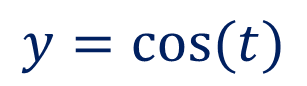 y = cos(t)